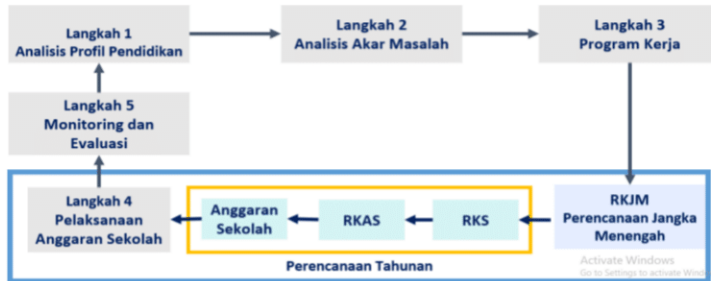 Langkah 1
Analisis Profil Pendidikan
Langkah 2
Analisis Akar Masalah
Langkah 3
Program Kerja
Langkah 5
Monitoring dan
Evaluasi
Langkah 4
Pelaksanaan
Anggaran Sekolah
Anggaran
Sekolah
RKAS
RKS
RKJM
Perencanaan Jangka
Menengah
Perencanaan Tahunan
Activate Windows
Go to Settings to activate Wind